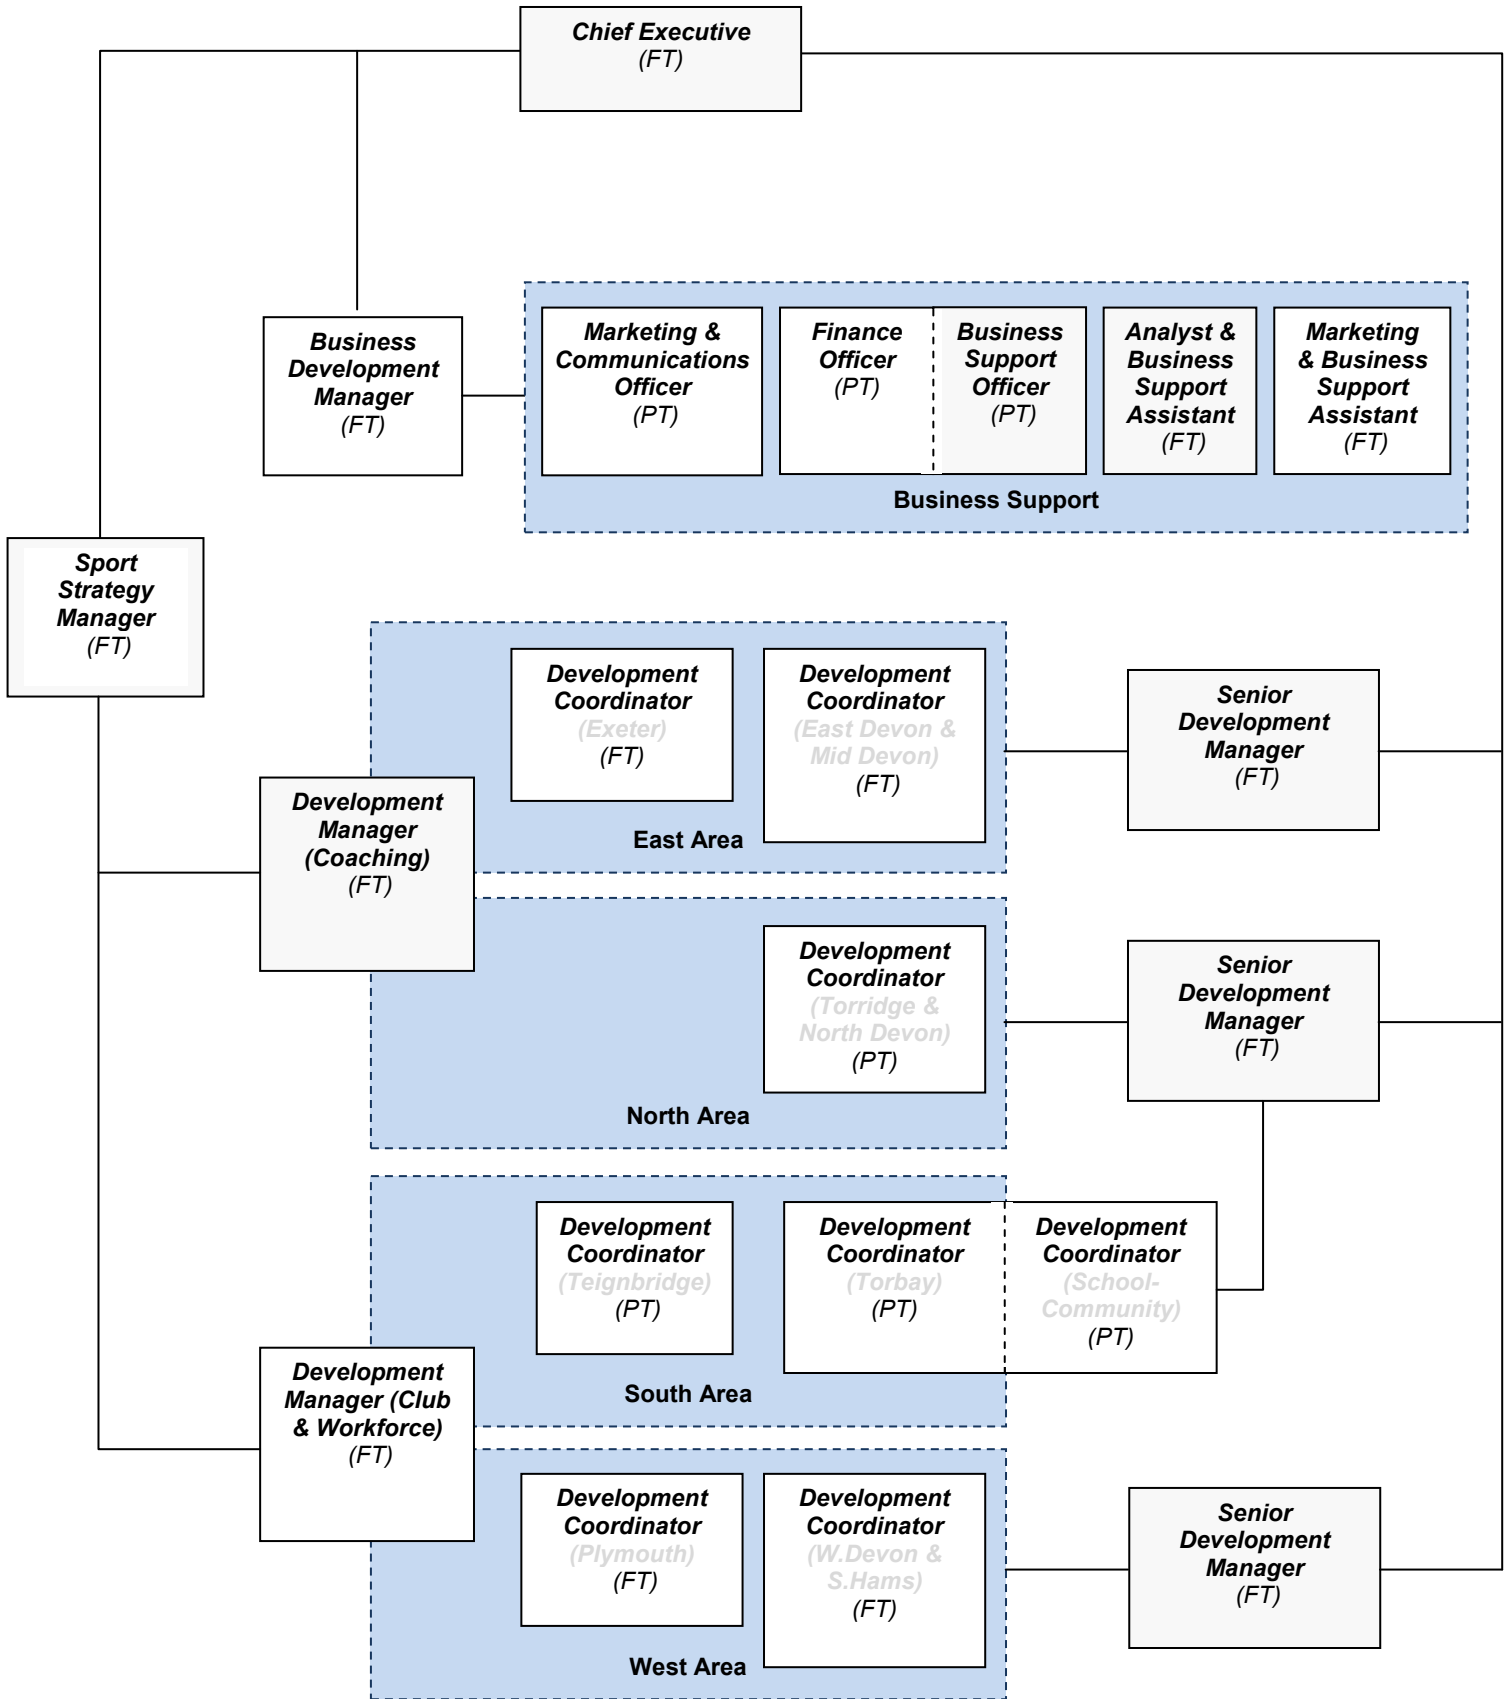 Chief Executive
(FT)
Business
Development
Manager
(FT)
Marketing &
Communications
Officer
(PT)
Finance
Officer
(PT)
Business
Support
Officer
(PT)
Analyst &
Business
Support
Assistant
(FT)
Marketing
& Business
Support
Assistant
(FT)
Business Support
Sport
Strategy
Manager
(FT)
Development
Coordinator
(Exeter)
(FT)
Development
Coordinator
(East Devon &
Mid Devon)
(FT)
East Area
Senior
Development
Manager
(FT)
Development
Manager
(Coaching)
(FT)
Development
Coordinator
(Torridge &
North Devon)
(PT)
North Area
Senior
Development
Manager
(FT)
Development
Coordinator
(Teignbridge)
(PT)
Development
Coordinator
(Torbay)
(PT)
Development
Coordinator
(School-
Community)
(PT)
South Area
Development
Manager (Club
& Workforce)
(FT)
Development
Coordinator
(Plymouth)
(FT)
Development
Coordinator
(W.Devon &
S.Hams)
(FT)
West Area
Senior
Development
Manager
(FT)